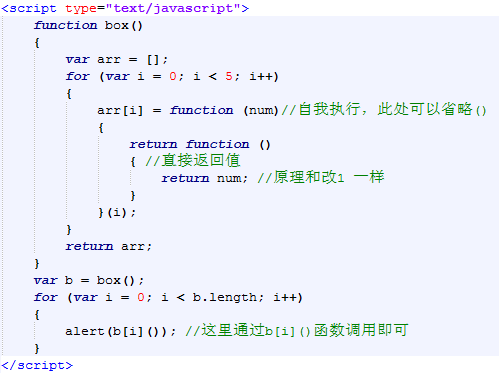 <script type="text/javascript">
    function box()
    {
        var arr = [];
        for (var i = 0; i < 5; i++)
        {
            arr[i] = function (num)//自我执行，此处可以省略()
            {
                return function ()
                { //直接返回值
                    return num; //原理和改1 一样
                }
            }(i);
        }
        return arr;
    }
    var b = box();
    for (var i = 0; i < b.length; i++)
    {
        alert(b[i]()); //这里通过b[i]()函数调用即可
    }
</script>